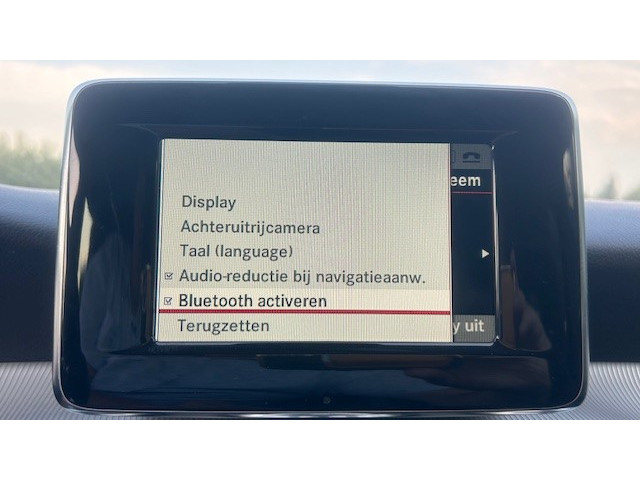 eem
Display
Achteruitrijcamera
Taal (language)
Audio-reductie bij navigatieaanw.
Bluetooth activeren
Terugzetten
y uit